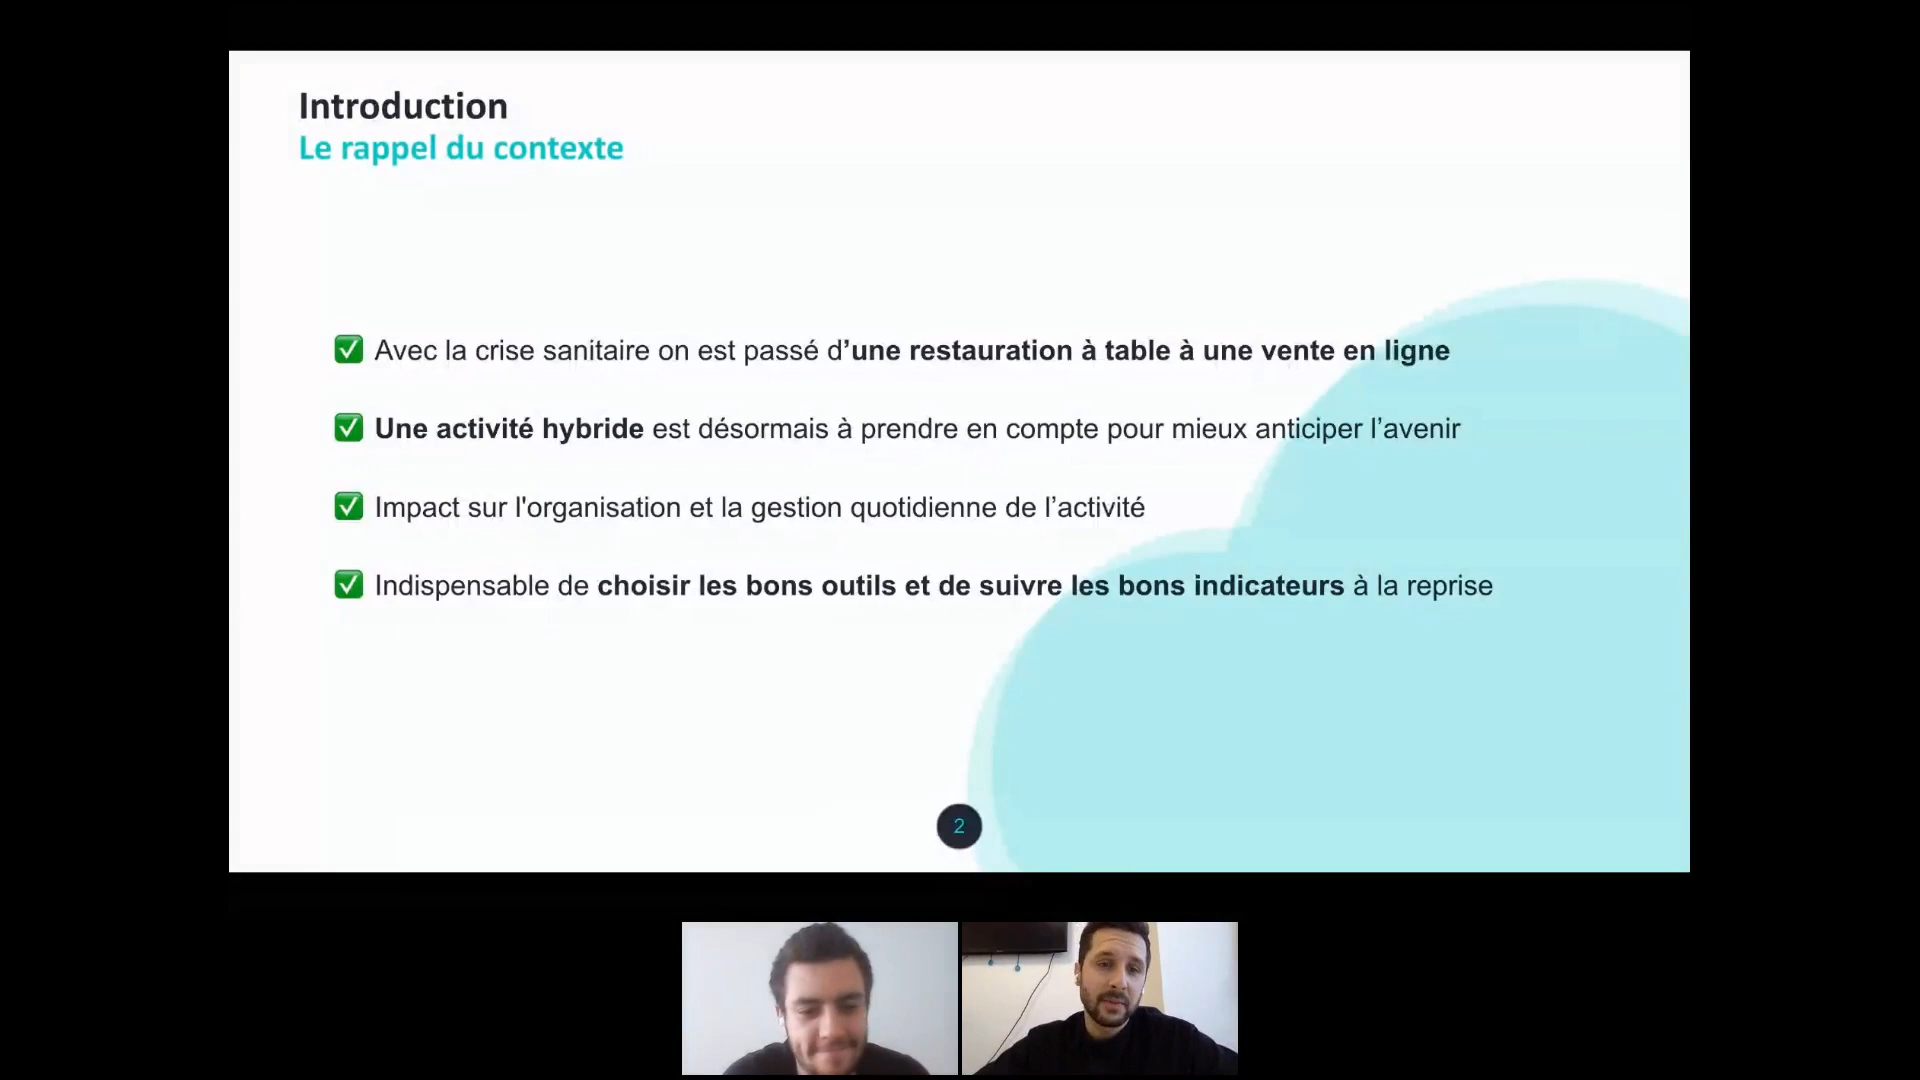 Introduction
Le rappel du contexte
✅ Avec la crise sanitaire on est passé d’une restauration à table à une vente en ligne
✅ Une activité hybride est désormais à prendre en compte pour mieux anticiper l’avenir
✅ Impact sur l'organisation et la gestion quotidienne de l’activité
✅ Indispensable de choisir les bons outils et de suivre les bons indicateurs à la reprise
2